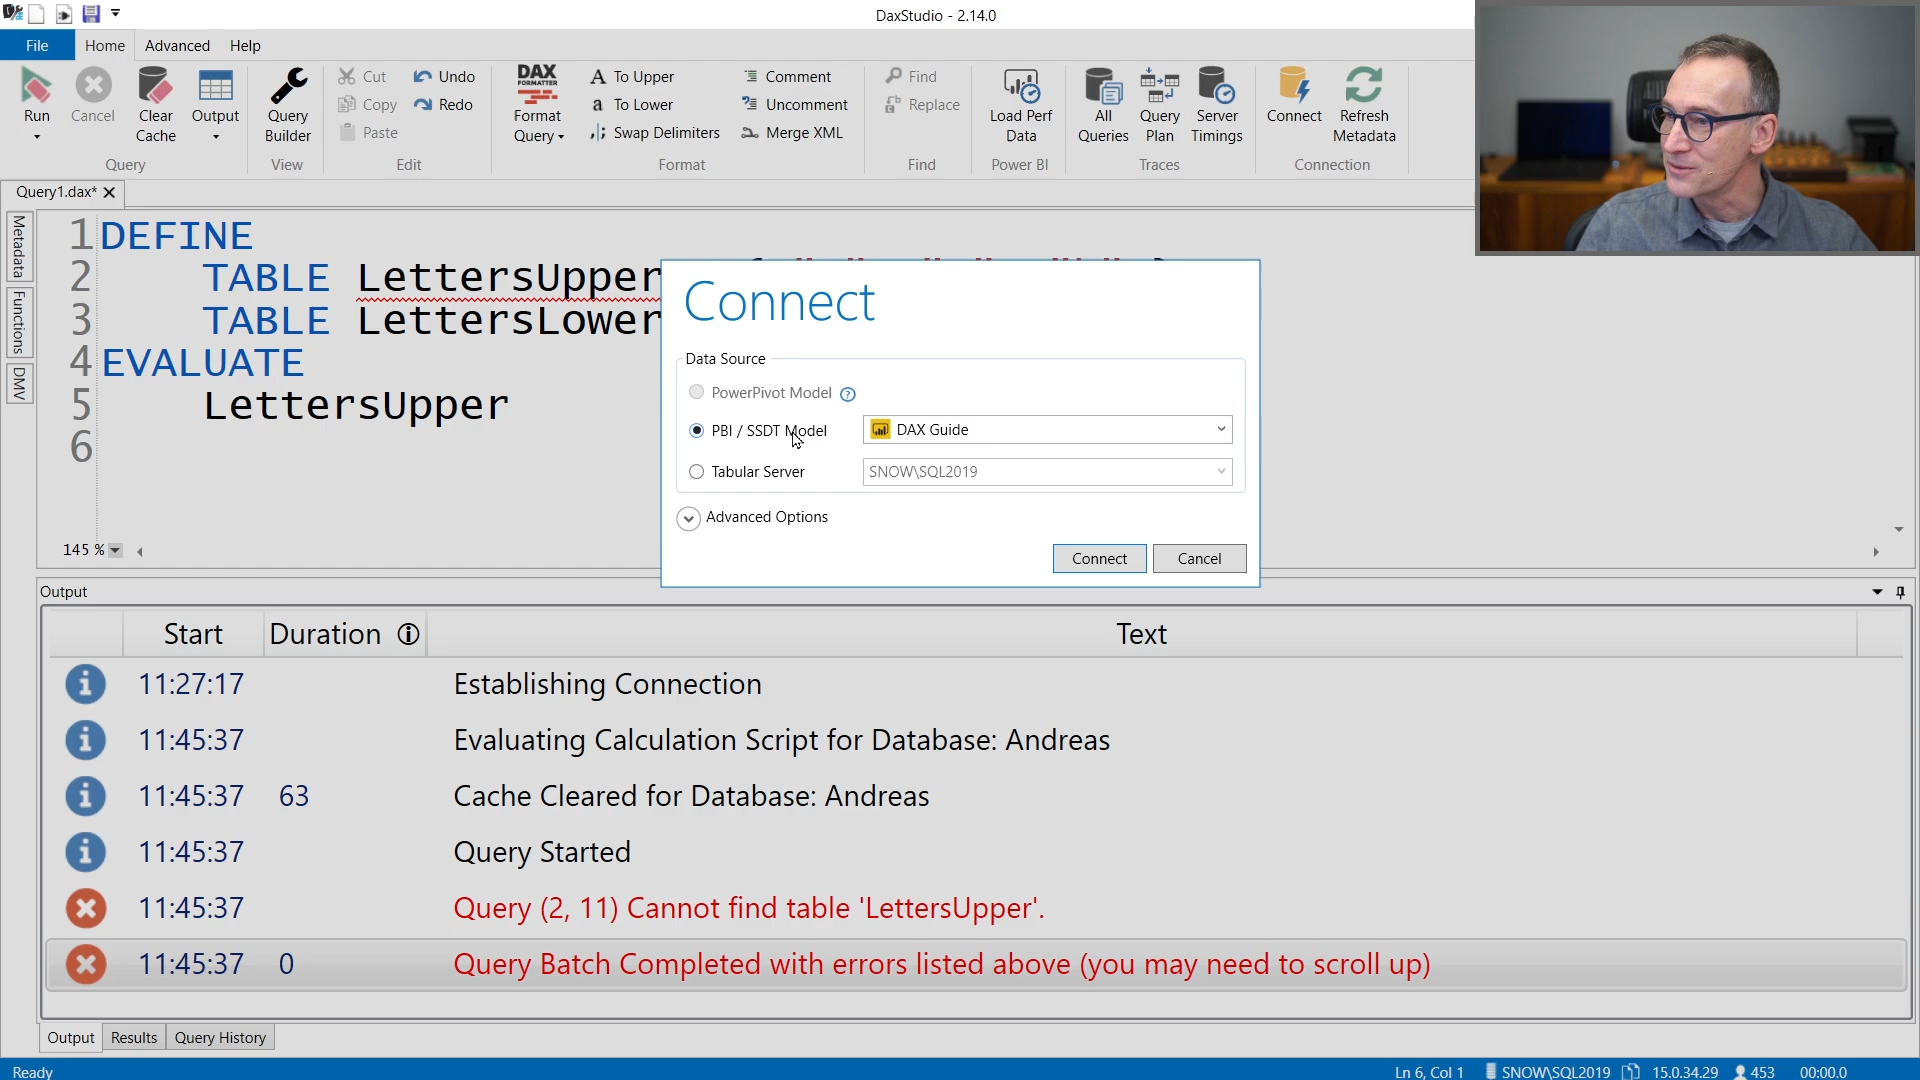 DaxStudio - 2.14.0
File Home Advanced Help
Cut Undo DAX FORMATTER To Upper Comment Find
Copy Redo To Lower Uncomment Replace
Run Cancel Clear Cache Output Query Builder Paste Format Query Swap Delimiters Merge XML Load Perf Data All Queries Query Plan Server Timings Connect Refresh Metadata
Query View Edit Format Find Power BI Traces Connection
Query1.dax*
Metadata
Functions
DMV
1 DEFINE
2 TABLE LettersUpper
3 TABLE LettersLower
4 EVALUATE
5 LettersUpper
6
145 %
Connect
Data Source
PowerPivot Model ?
PBI / SSDT Model DAX Guide
Tabular Server SNOW\SQL2019
Advanced Options
Connect Cancel
Output
Start Duration Text
11:27:17 Establishing Connection
11:45:37 Evaluating Calculation Script for Database: Andreas
11:45:37 63 Cache Cleared for Database: Andreas
11:45:37 Query Started
11:45:37 Query (2, 11) Cannot find table 'LettersUpper'.
11:45:37 0 Query Batch Completed with errors listed above (you may need to scroll up)
Output Results Query History
Ready Ln 6, Col 1 SNOW\SQL2019 15.0.34.29 453 00:00.0